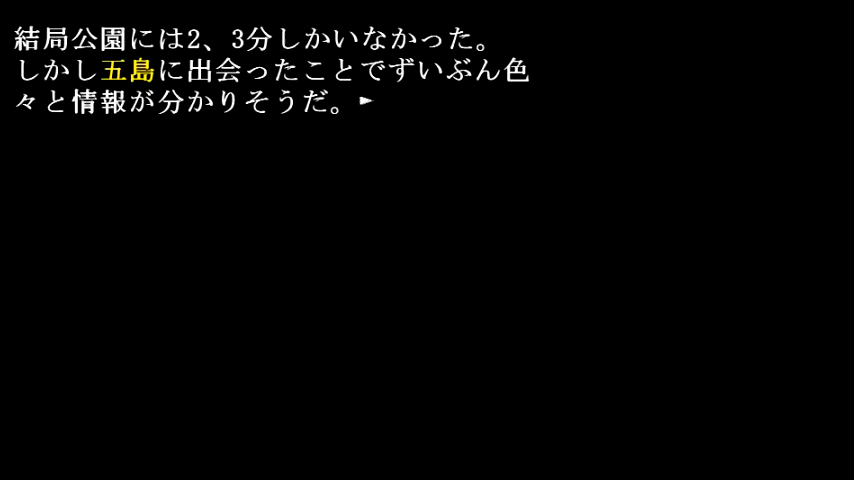 結局公園には2、3分しかいなかった。
しかし五島に出会ったことでずいぶん色
々と情報が分かりそうだ。